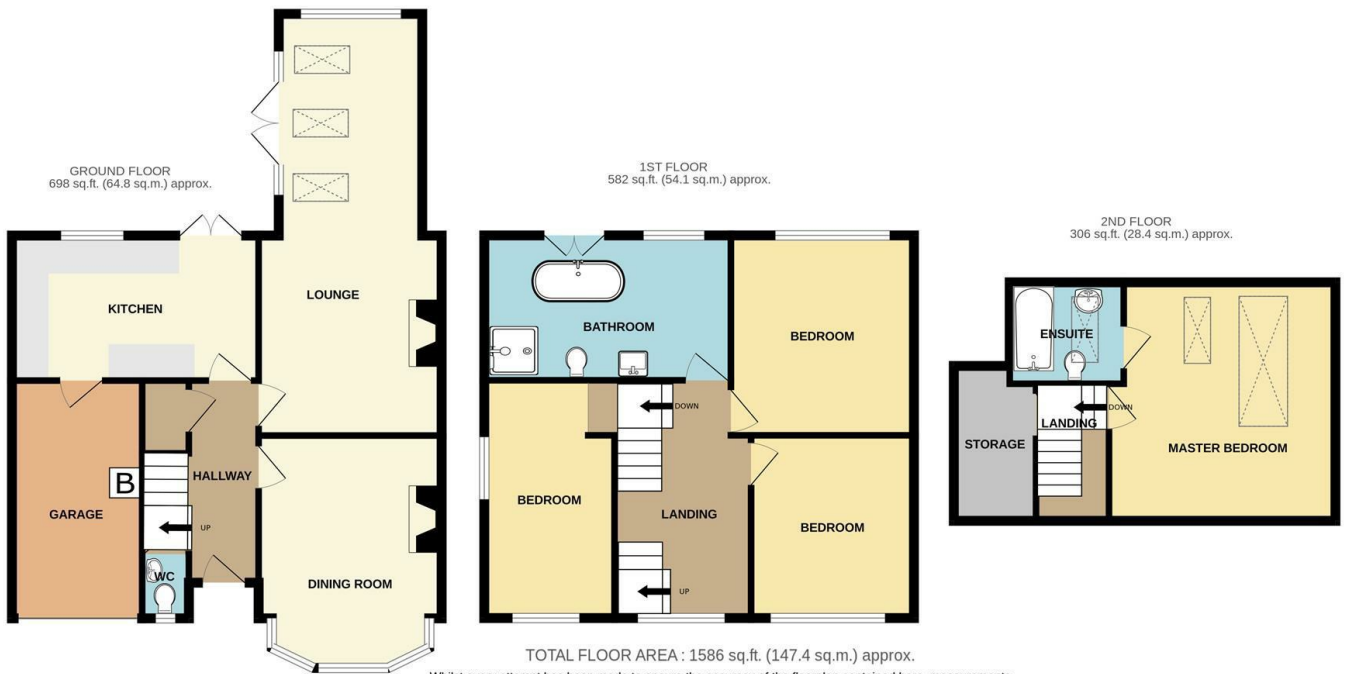 GROUND FLOOR
698 sq.ft. (64.8 sq.m.) approx.
KITCHEN
LOUNGE
GARAGE
B
HALLWAY
UP
WC
DINING ROOM
1ST FLOOR
582 sq.ft. (54.1 sq.m.) approx.
BATHROOM
BEDROOM
DOWN
BEDROOM
LANDING
BEDROOM
UP
2ND FLOOR
306 sq.ft. (28.4 sq.m.) approx.
ENSUITE
DOWN
LANDING
STORAGE
MASTER BEDROOM
TOTAL FLOOR AREA : 1586 sq.ft. (147.4 sq.m.) approx.